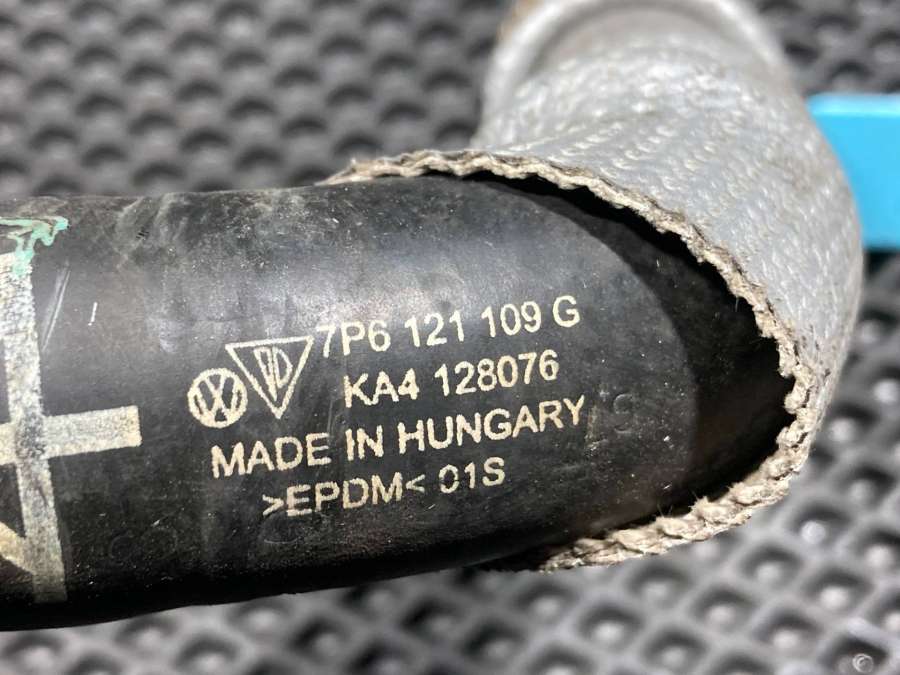 7P6 121 109 G
KA4 128076
MADE IN HUNGARY
>EPDM< 01S